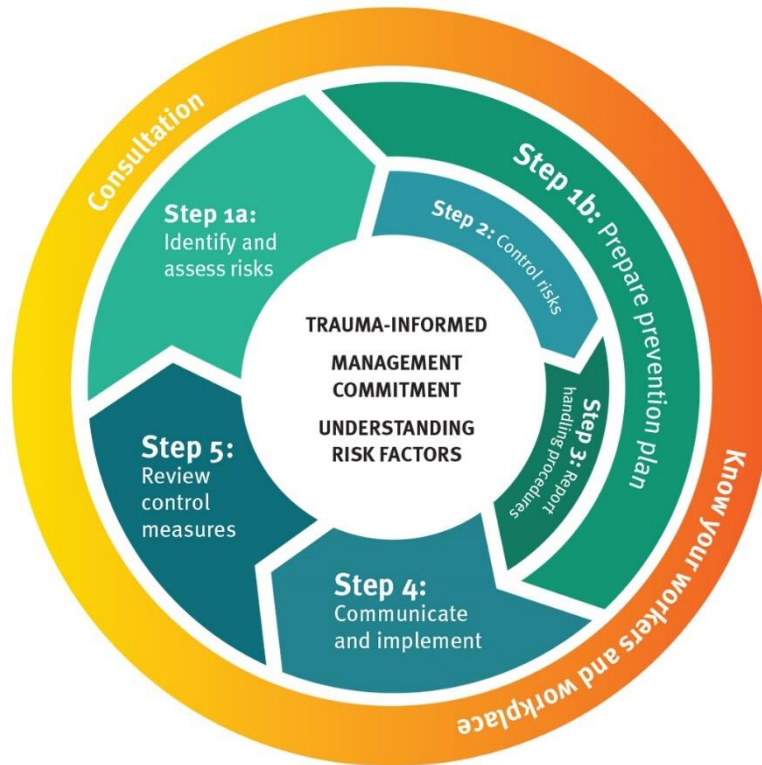 Consultation
Step 1a:
Identify and
assess risks
Step 1b: Prepare prevention plan
Step 2: Control risks
Step 3: Report
handling procedures
Step 4:
Communicate
and implement
Step 5:
Review
control
measures
TRAUMA-INFORMED
MANAGEMENT
COMMITMENT
UNDERSTANDING
RISK FACTORS
Know your workers and workplace